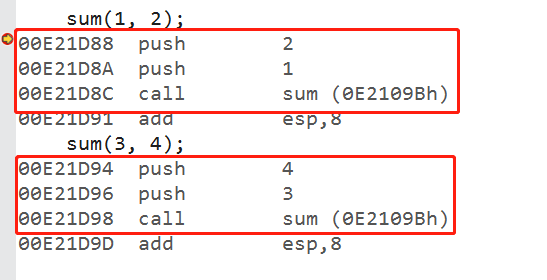 sum(1, 2);
00E21D88 push 2
00E21D8A push 1
00E21D8C call sum (0E2109Bh)
00E21D91 add esp,8
sum(3, 4);
00E21D94 push 4
00E21D96 push 3
00E21D98 call sum (0E2109Bh)
00E21D9D add esp,8